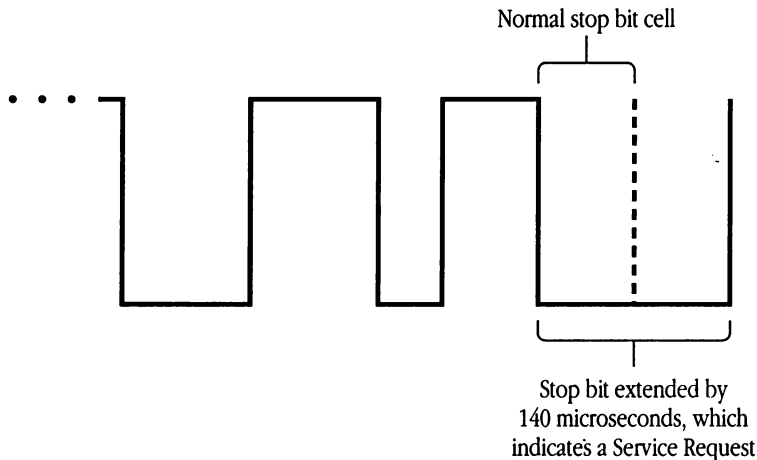 Normal stop bit cell
Stop bit extended by
140 microseconds, which
indicates a Service Request